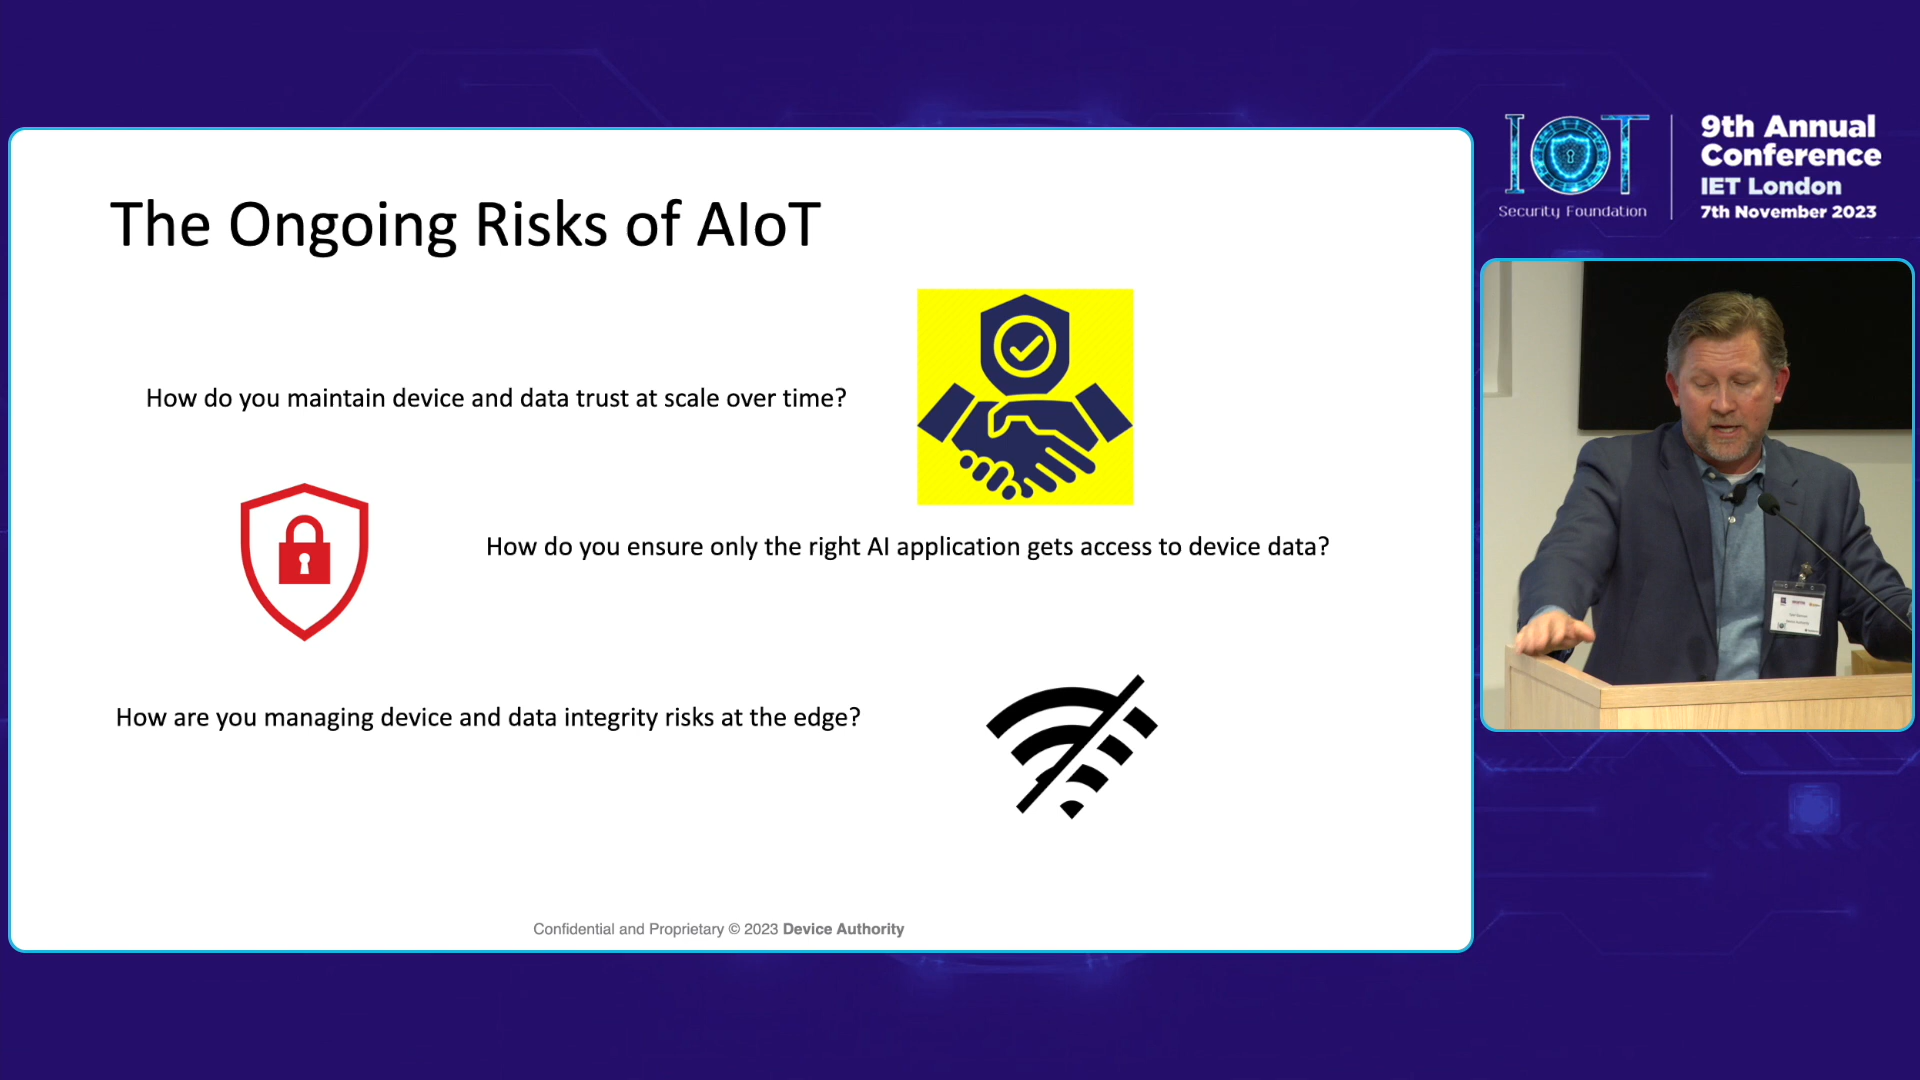 The Ongoing Risks of AIoT
How do you maintain device and data trust at scale over time?
How do you ensure only the right AI application gets access to device data?
How are you managing device and data integrity risks at the edge?
Confidential and Proprietary © 2023 Device Authority
IOT
Security Foundation
9th Annual
Conference
IET London
7th November 2023